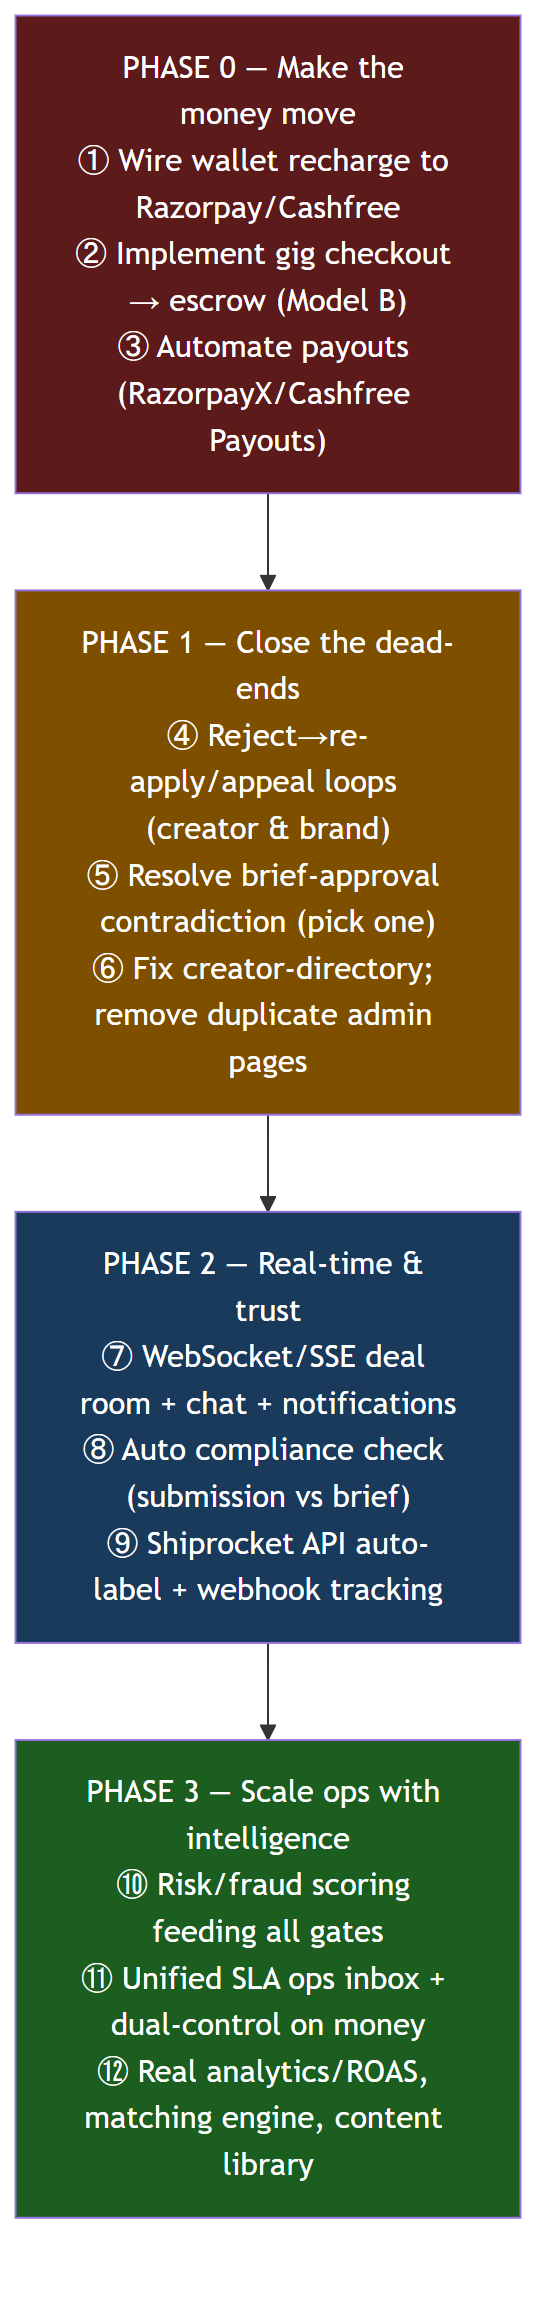 PHASE 0 — Make the
money move
① Wire wallet recharge to
Razorpay/Cashfree
② Implement gig checkout
→ escrow (Model B)
③ Automate payouts
(RazorpayX/Cashfree
Payouts)
PHASE 1 — Close the dead-
ends
④ Reject→re-
apply/appeal loops
(creator & brand)
⑤ Resolve brief-approval
contradiction (pick one)
⑥ Fix creator-directory;
remove duplicate admin
pages
PHASE 2 — Real-time &
trust
⑦ WebSocket/SSE deal
room + chat + notifications
⑧ Auto compliance check
(submission vs brief)
⑨ Shiprocket API auto-
label + webhook tracking
PHASE 3 — Scale ops with
intelligence
⑩ Risk/fraud scoring
feeding all gates
⑪ Unified SLA ops inbox +
dual-control on money
⑫ Real analytics/ROAS,
matching engine, content
library